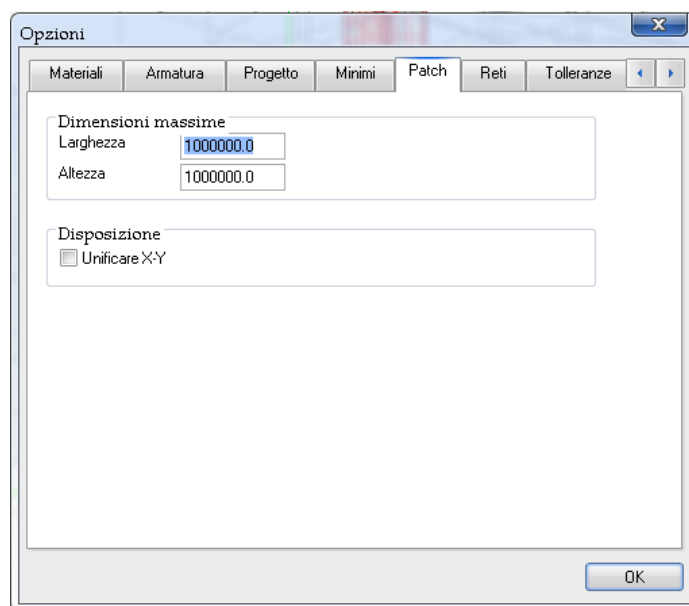 Opzioni
Materiali Armatura Progetto Minimi Patch Reti Tolleranze
Dimensioni massime
Larghezza 1000000.0
Altezza 1000000.0
Disposizione
Unificare X-Y
OK